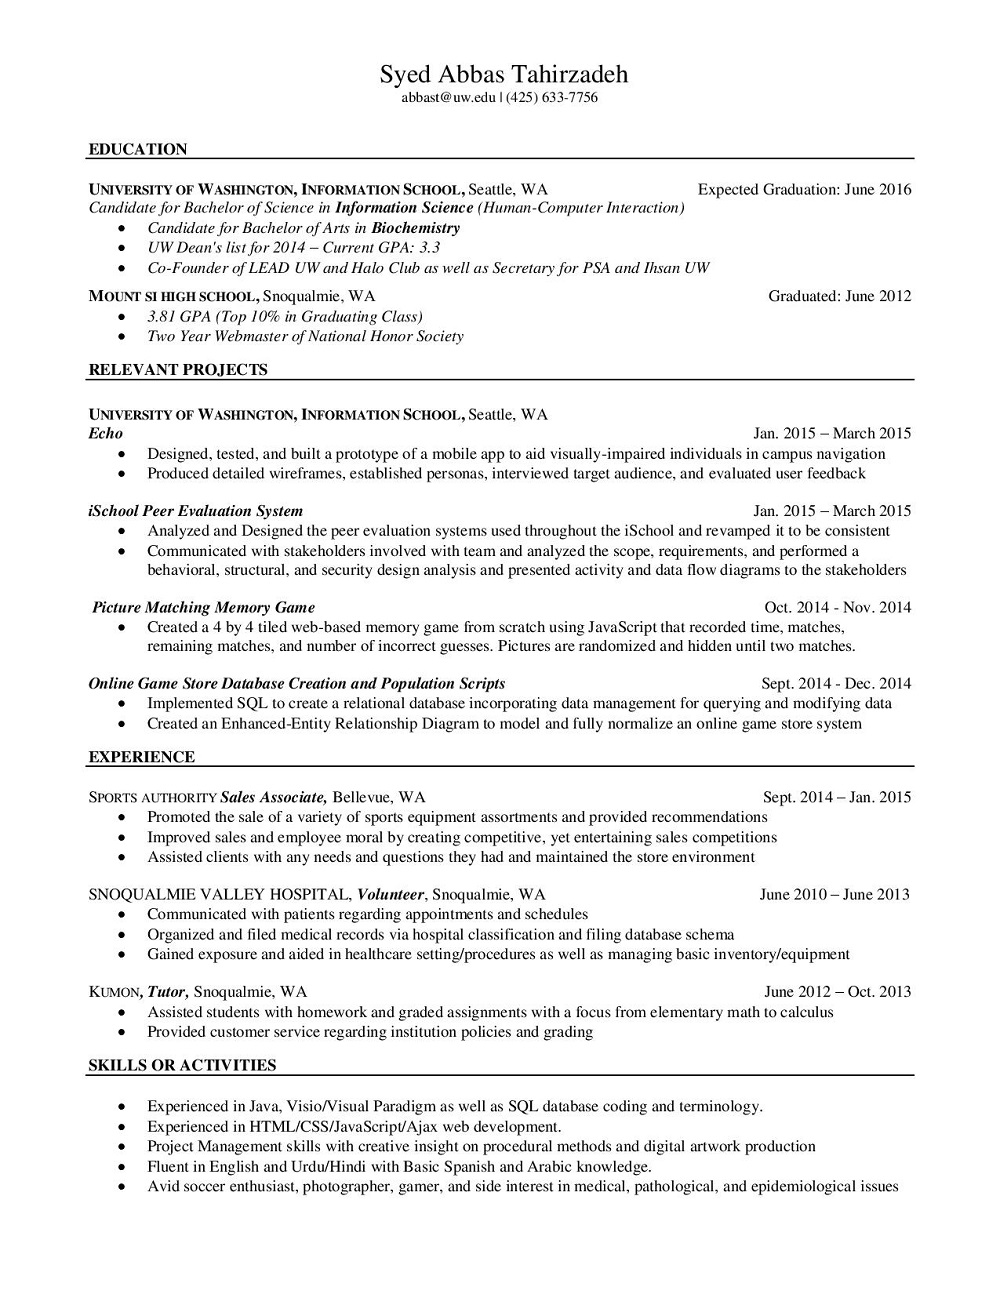 Syed Abbas Tahirzadeh
abbast@uw.edu | (425) 633-7756
EDUCATION
UNIVERSITY OF WASHINGTON, INFORMATION SCHOOL, Seattle, WA Expected Graduation: June 2016
Candidate for Bachelor of Science in Information Science (Human-Computer Interaction)
• Candidate for Bachelor of Arts in Biochemistry
• UW Dean's list for 2014 – Current GPA: 3.3
• Co-Founder of LEAD UW and Halo Club as well as Secretary for PSA and Ihsan UW
MOUNT SI HIGH SCHOOL, Snoqualmie, WA Graduated: June 2012
• 3.81 GPA (Top 10% in Graduating Class)
• Two Year Webmaster of National Honor Society
RELEVANT PROJECTS
UNIVERSITY OF WASHINGTON, INFORMATION SCHOOL, Seattle, WA
Echo Jan. 2015 – March 2015
• Designed, tested, and built a prototype of a mobile app to aid visually-impaired individuals in campus navigation
• Produced detailed wireframes, established personas, interviewed target audience, and evaluated user feedback
iSchool Peer Evaluation System Jan. 2015 – March 2015
• Analyzed and Designed the peer evaluation systems used throughout the iSchool and revamped it to be consistent
• Communicated with stakeholders involved with team and analyzed the scope, requirements, and performed a
behavioral, structural, and security design analysis and presented activity and data flow diagrams to the stakeholders
Picture Matching Memory Game Oct. 2014 - Nov. 2014
• Created a 4 by 4 tiled web-based memory game from scratch using JavaScript that recorded time, matches,
remaining matches, and number of incorrect guesses. Pictures are randomized and hidden until two matches.
Online Game Store Database Creation and Population Scripts Sept. 2014 - Dec. 2014
• Implemented SQL to create a relational database incorporating data management for querying and modifying data
• Created an Enhanced-Entity Relationship Diagram to model and fully normalize an online game store system
EXPERIENCE
SPORTS AUTHORITY Sales Associate, Bellevue, WA Sept. 2014 – Jan. 2015
• Promoted the sale of a variety of sports equipment assortments and provided recommendations
• Improved sales and employee moral by creating competitive, yet entertaining sales competitions
• Assisted clients with any needs and questions they had and maintained the store environment
SNOQUALMIE VALLEY HOSPITAL, Volunteer, Snoqualmie, WA June 2010 – June 2013
• Communicated with patients regarding appointments and schedules
• Organized and filed medical records via hospital classification and filing database schema
• Gained exposure and aided in healthcare setting/procedures as well as managing basic inventory/equipment
KUMON, Tutor, Snoqualmie, WA June 2012 – Oct. 2013
• Assisted students with homework and graded assignments with a focus from elementary math to calculus
• Provided customer service regarding institution policies and grading
SKILLS OR ACTIVITIES
• Experienced in Java, Visio/Visual Paradigm as well as SQL database coding and terminology.
• Experienced in HTML/CSS/JavaScript/Ajax web development.
• Project Management skills with creative insight on procedural methods and digital artwork production
• Fluent in English and Urdu/Hindi with Basic Spanish and Arabic knowledge.
• Avid soccer enthusiast, photographer, gamer, and side interest in medical, pathological, and epidemiological issues